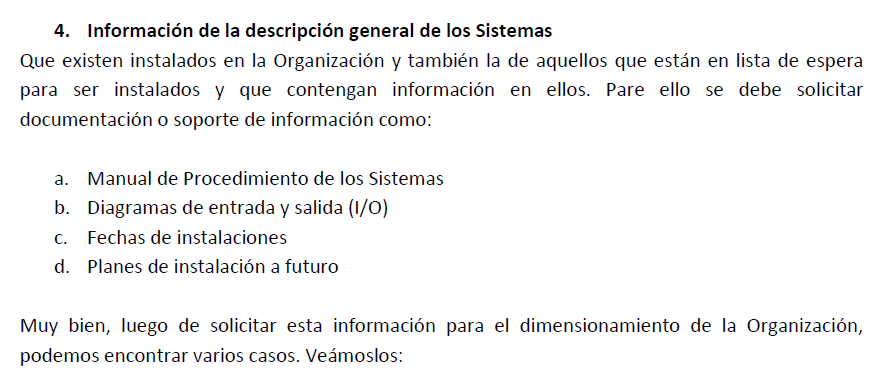 4. Información de la descripción general de los Sistemas
Que existen instalados en la Organización y también la de aquellos que están en lista de espera
para ser instalados y que contengan información en ellos. Pare ello se debe solicitar
documentación o soporte de información como:
a. Manual de Procedimiento de los Sistemas
b. Diagramas de entrada y salida (I/O)
c. Fechas de instalaciones
d. Planes de instalación a futuro
Muy bien, luego de solicitar esta información para el dimensionamiento de la Organización,
podemos encontrar varios casos. Veámoslos: